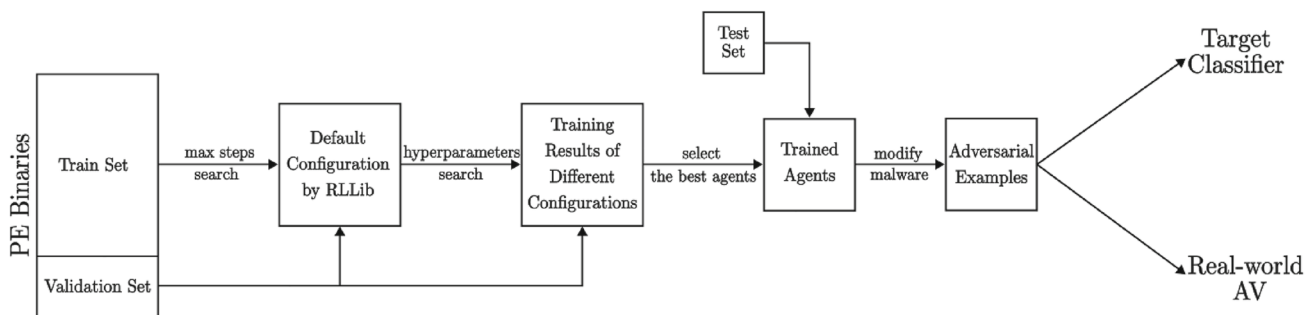 PE Binaries
Train Set
Validation Set
max steps
search
Default
Configuration
by RLLib
hyperparameters
search
Training
Results of
Different
Configurations
select
the best agents
Test
Set
Trained
Agents
modify
malware
Adversarial
Examples
Target
Classifier
Real-world
AV